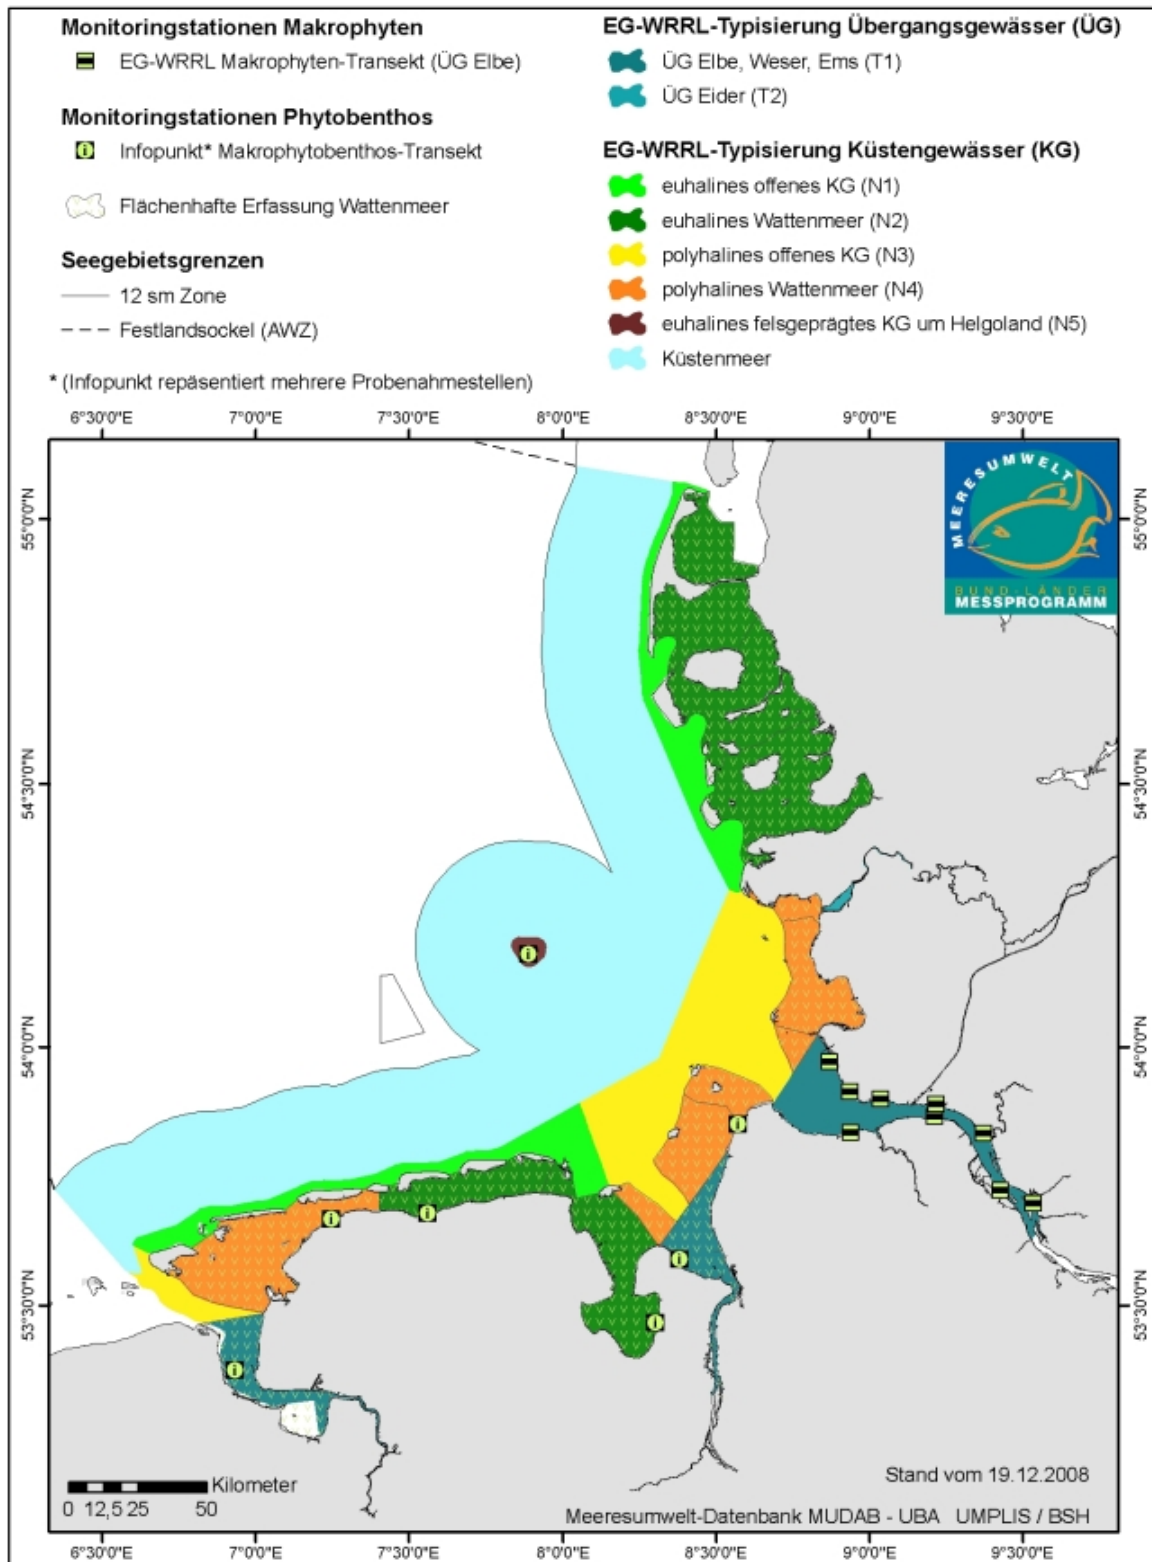 Monitoringstationen Makrophyten
EG-WRRL Makrophyten-Transekt (ÜG Elbe)
Monitoringstationen Phytobenthos
Infopunkt* Makrophytobenthos-Transekt
Flächenhafte Erfassung Wattenmeer
Seegebietsgrenzen
12 sm Zone
Festlandsockel (AWZ)
* (Infopunkt repäsentiert mehrere Probenahmestellen)
EG-WRRL-Typisierung Übergangsgewässer (ÜG)
ÜG Elbe, Weser, Ems (T1)
ÜG Eider (T2)
EG-WRRL-Typisierung Küstengewässer (KG)
euhalines offenes KG (N1)
euhalines Wattenmeer (N2)
polyhalines offenes KG (N3)
polyhalines Wattenmeer (N4)
euhalines felsgeprägtes KG um Helgoland (N5)
Küstenmeer
6°30'0"E 7°0'0"E 7°30'0"E 8°0'0"E 8°30'0"E 9°0'0"E 9°30'0"E
MEERESUMWELT
BUND-LÄNDER
MESSPROGRAMM
55°0'0"N 55°0'0"N
54°30'0"N 54°30'0"N
54°0'0"N 54°0'0"N
53°30'0"N 53°30'0"N
Kilometer
0 12,5 25 50
Stand vom 19.12.2008
Meeresumwelt-Datenbank MUDAB - UBA UMPLIS / BSH
6°30'0"E 7°0'0"E 7°30'0"E 8°0'0"E 8°30'0"E 9°0'0"E 9°30'0"E